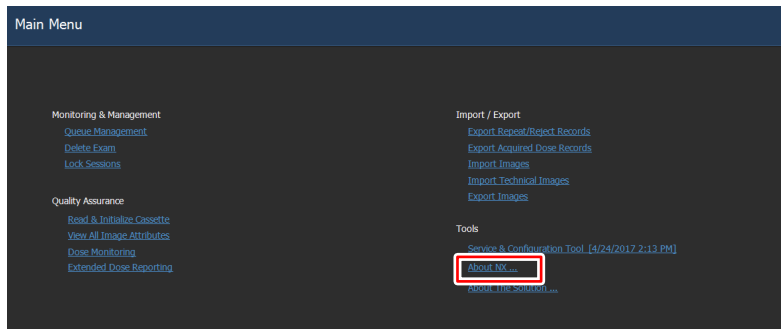 Main Menu
Monitoring & Management
Queue Management
Delete Exam
Lock Sessions
Quality Assurance
Read & Initialize Cassette
View All Image Attributes
Dose Monitoring
Extended Dose Reporting
Import / Export
Export Repeat/Reject Records
Export Acquired Dose Records
Import Images
Import Technical Images
Export Images
Tools
Service & Configuration Tool [4/24/2017 2:13 PM]
About NX ...
About The Solution ...